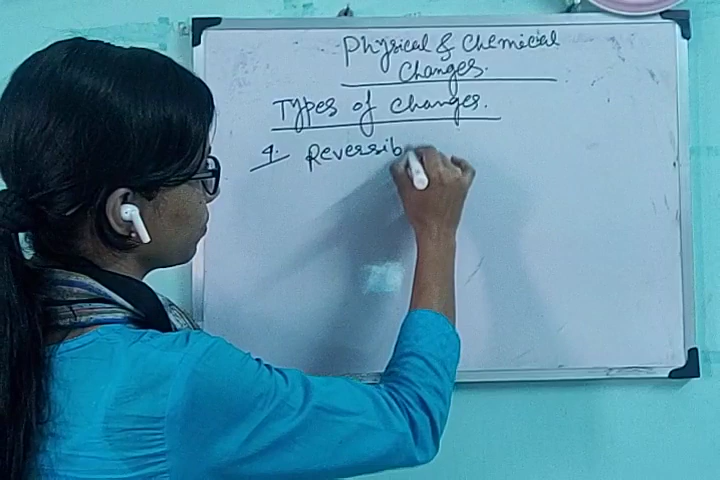 Physical & Chemical
Changes.
Types of Changes.
1. Reversib